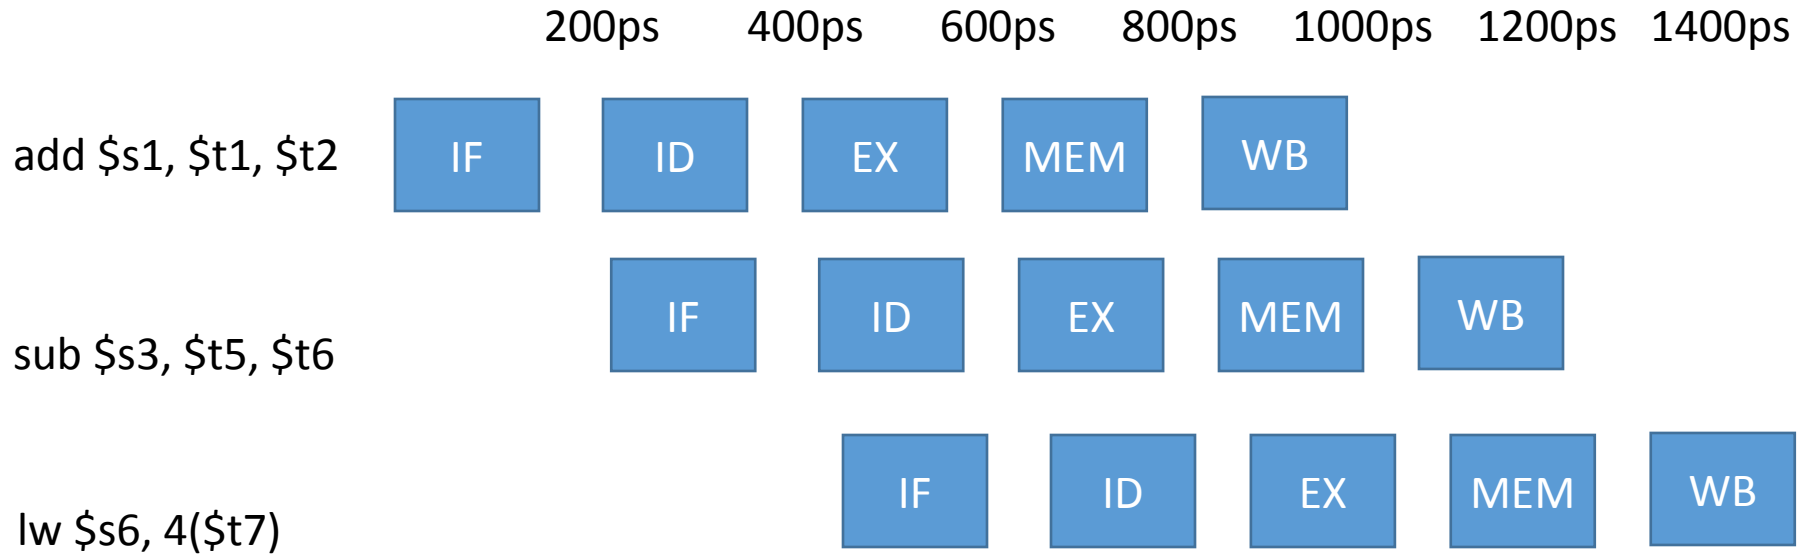 200ps 400ps 600ps 800ps 1000ps 1200ps 1400ps
add $s1, $t1, $t2 IF ID EX MEM WB
sub $s3, $t5, $t6 IF ID EX MEM WB
lw $s6, 4($t7) IF ID EX MEM WB